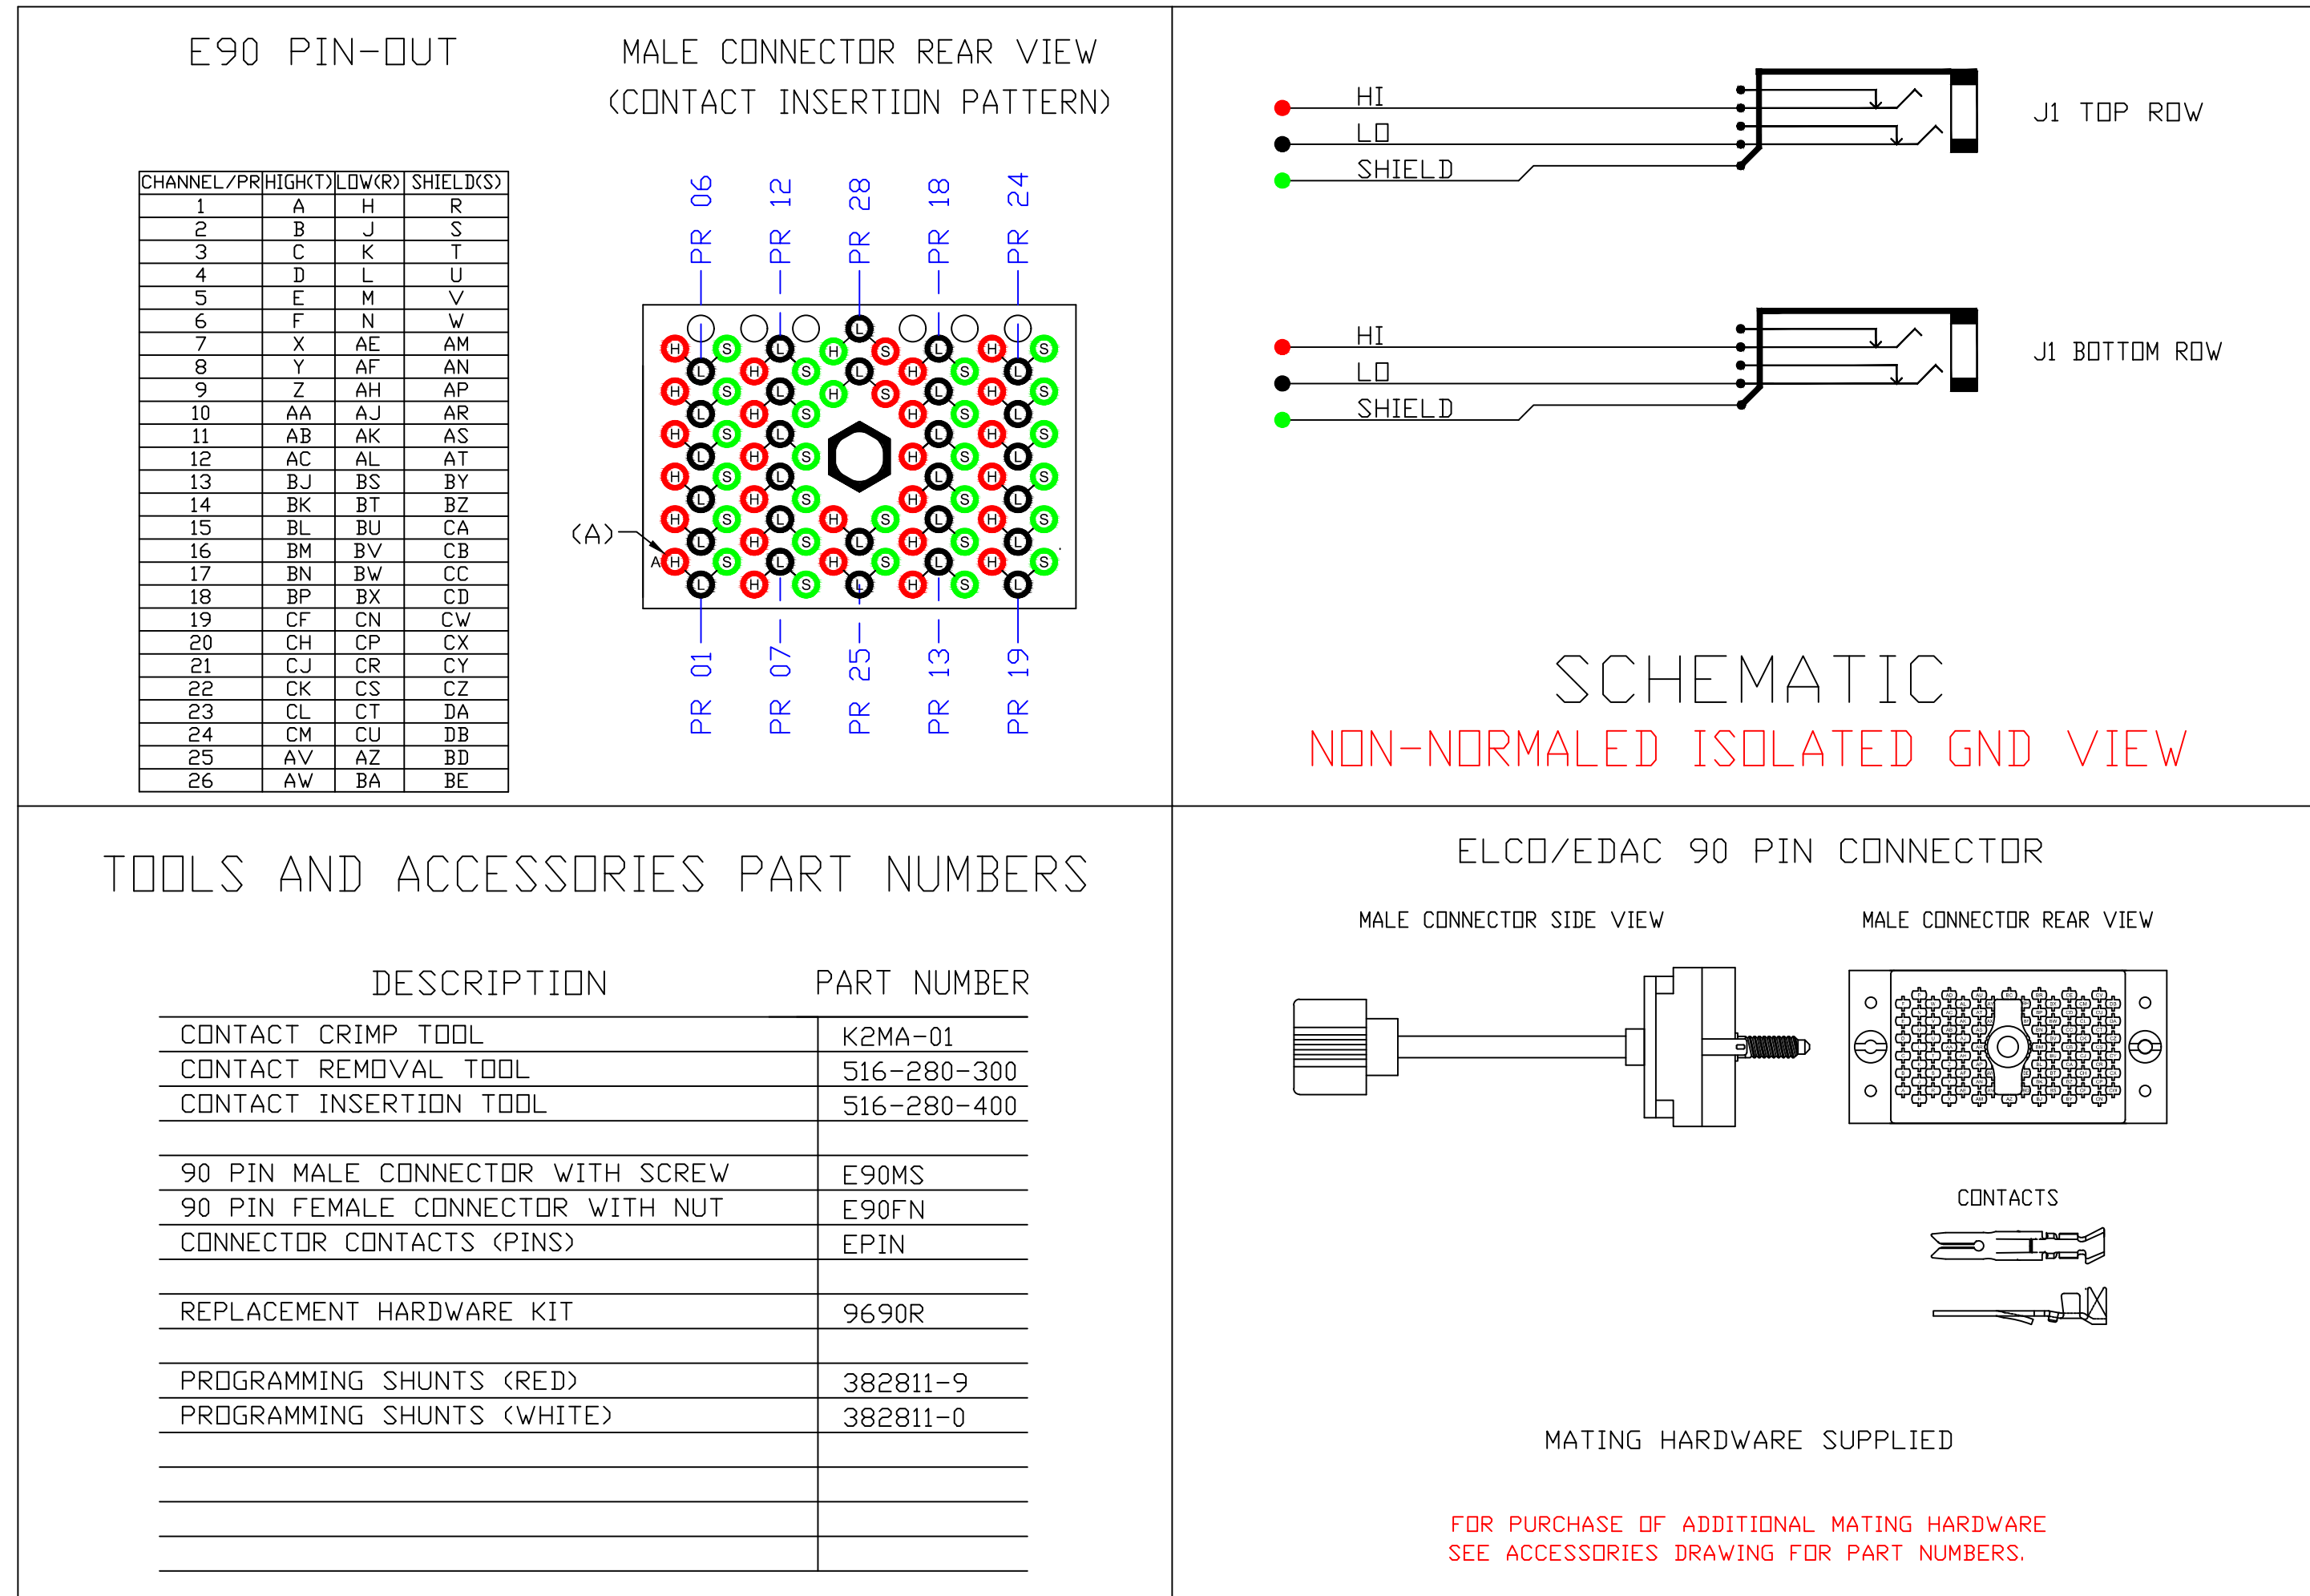 E90 PIN-OUT
MALE CONNECTOR REAR VIEW
(CONTACT INSERTION PATTERN)
CHANNEL/PR HIGH(T) LOW(R) SHIELD(S)
1 A H R
2 B J S
3 C K T
4 D L U
5 E M V
6 F N W
7 X AE AM
8 Y AF AN
9 Z AH AP
10 AA AJ AR
11 AB AK AS
12 AC AL AT
13 BJ BS BY
14 BK BT BZ
15 BL BU CA
16 BM BV CB
17 BN BW CC
18 BP BX CD
19 CF CN CW
20 CH CP CX
21 CJ CR CY
22 CK CS CZ
23 CL CT DA
24 CM CU DB
25 AV AZ BD
26 AW BA BE
PR 06
PR 12
PR 28
PR 18
PR 24
(A)
A
PR 01
PR 07
PR 25
PR 13
PR 19
HI
LO
SHIELD
J1 TOP ROW
HI
LO
SHIELD
J1 BOTTOM ROW
SCHEMATIC
NON-NORMALED ISOLATED GND VIEW
TOOLS AND ACCESSORIES PART NUMBERS
DESCRIPTION PART NUMBER
CONTACT CRIMP TOOL K2MA-01
CONTACT REMOVAL TOOL 516-280-300
CONTACT INSERTION TOOL 516-280-400
90 PIN MALE CONNECTOR WITH SCREW E90MS
90 PIN FEMALE CONNECTOR WITH NUT E90FN
CONNECTOR CONTACTS (PINS) EPIN
REPLACEMENT HARDWARE KIT 9690R
PROGRAMMING SHUNTS (RED) 382811-9
PROGRAMMING SHUNTS (WHITE) 382811-0
ELCO/EDAC 90 PIN CONNECTOR
MALE CONNECTOR SIDE VIEW
MALE CONNECTOR REAR VIEW
CONTACTS
MATING HARDWARE SUPPLIED
FOR PURCHASE OF ADDITIONAL MATING HARDWARE
SEE ACCESSORIES DRAWING FOR PART NUMBERS.